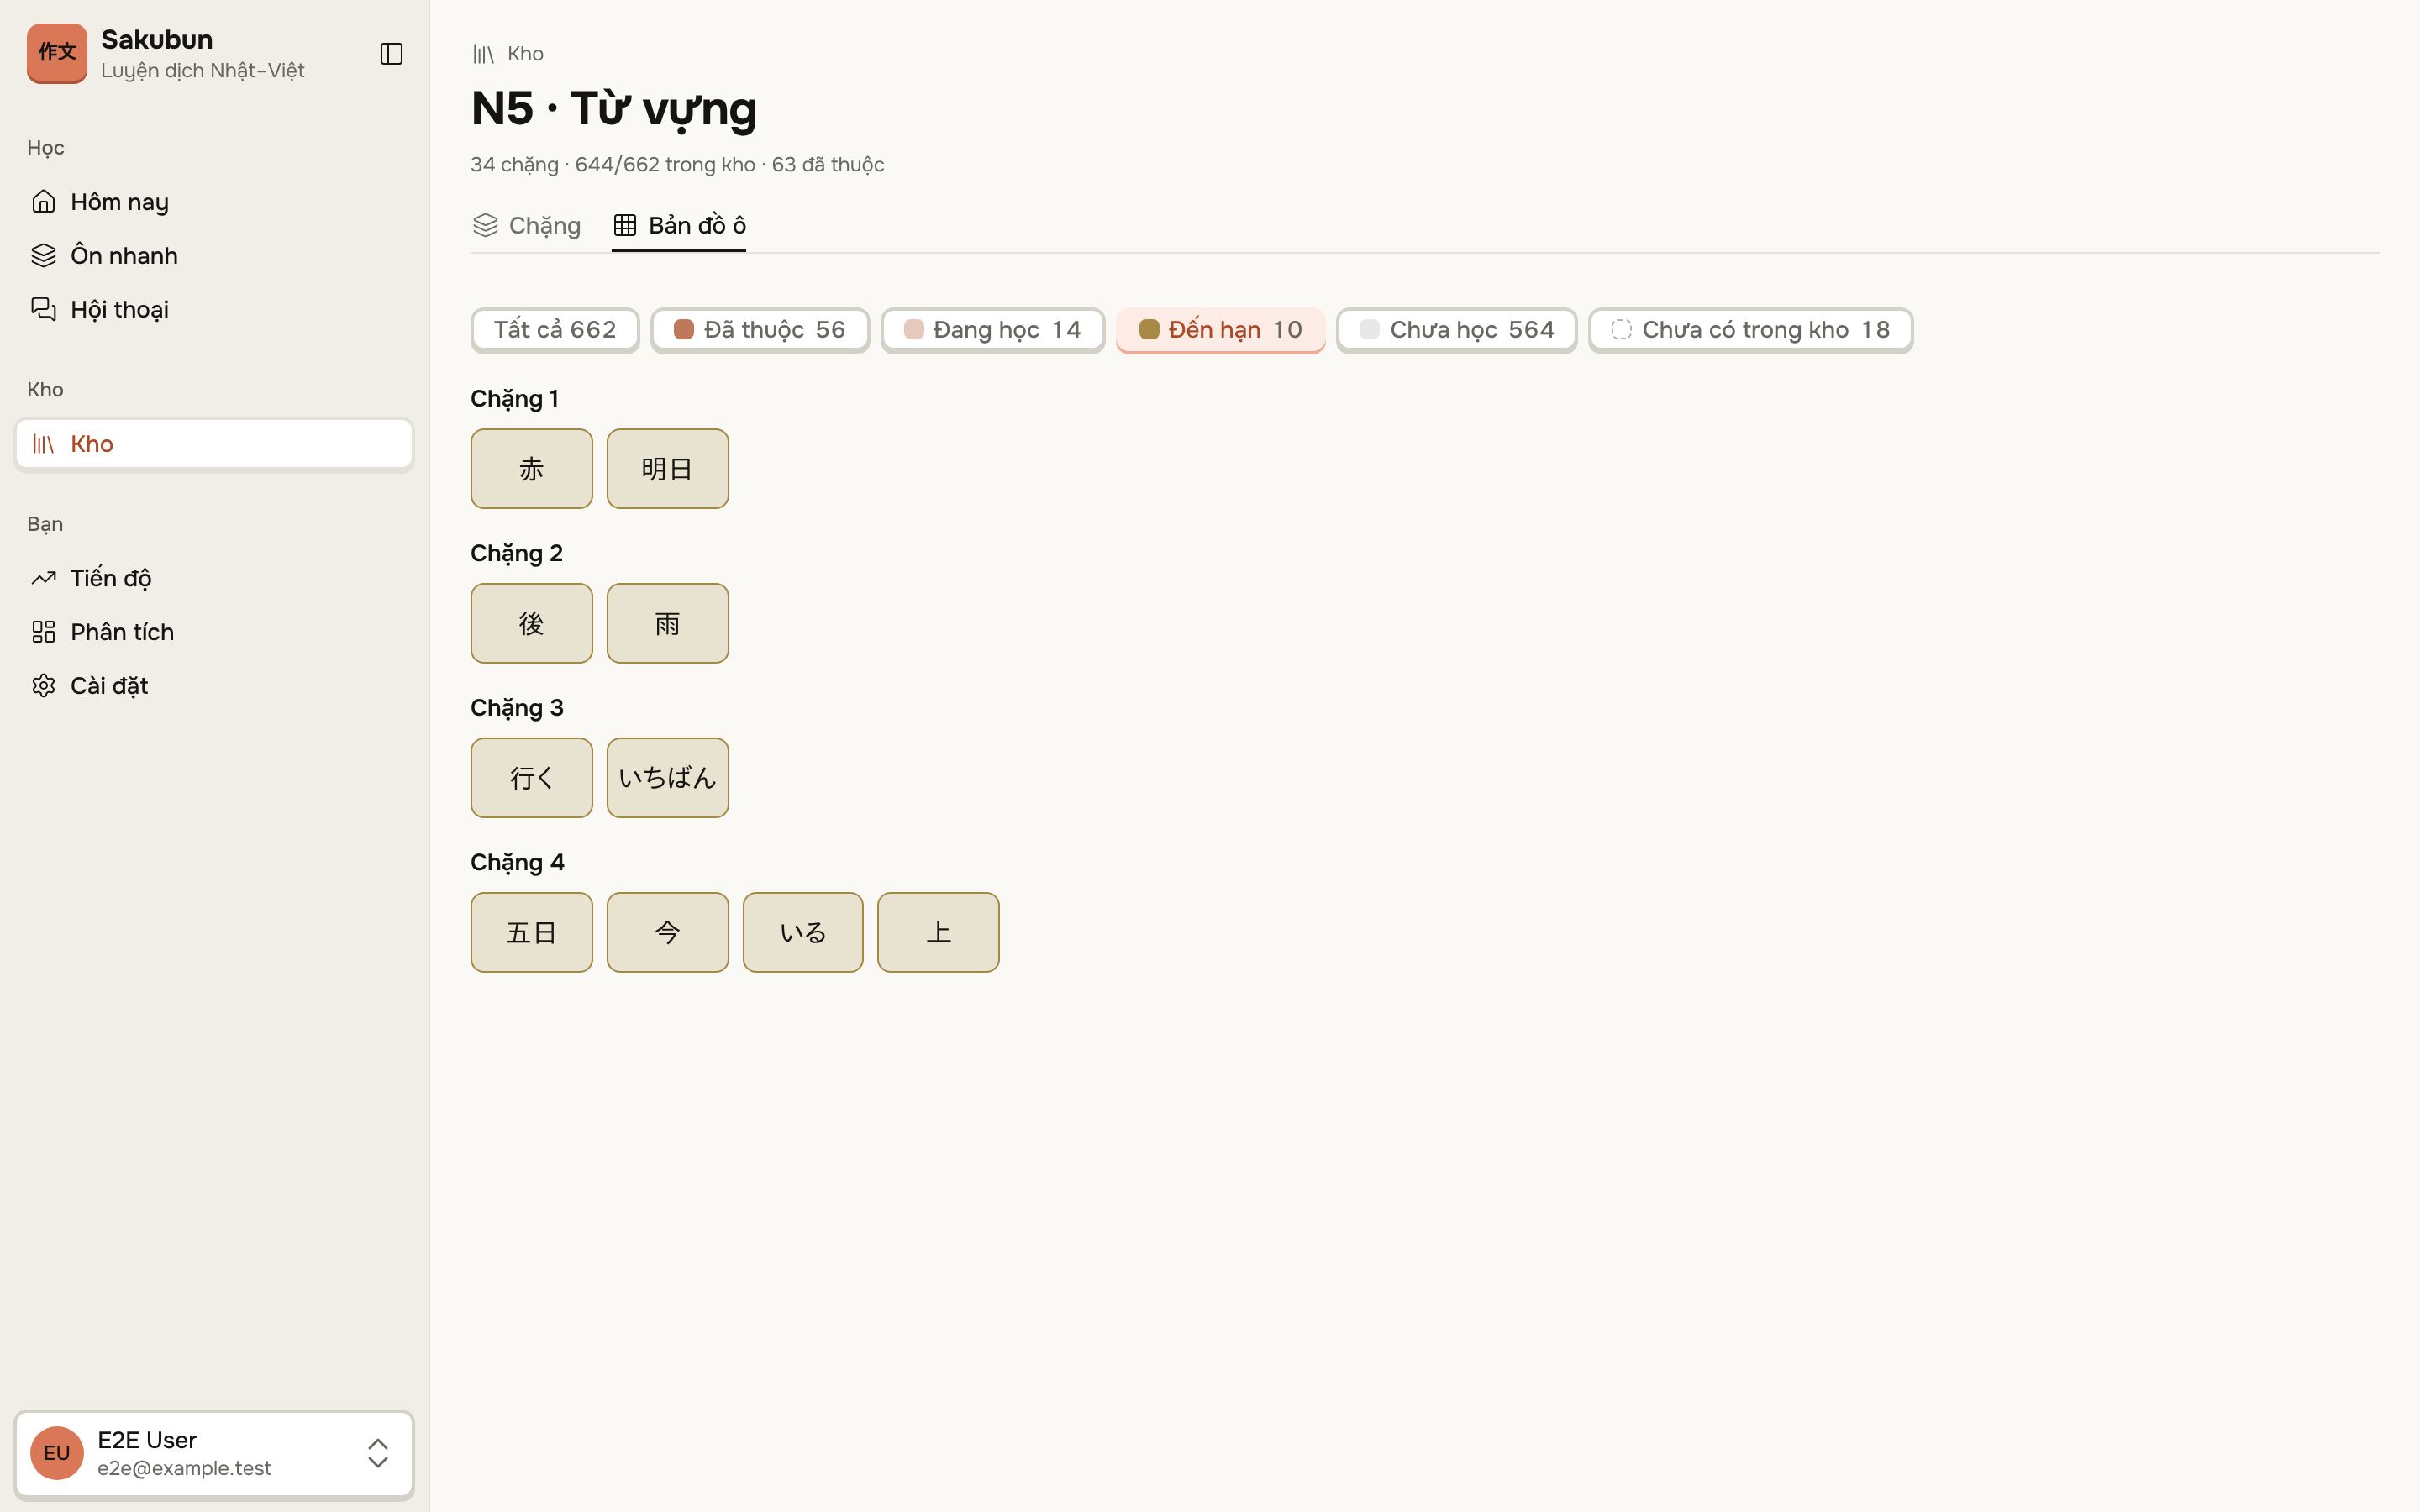 作文
Sakubun
Luyện dịch Nhật–Việt
Học
Hôm nay
Ôn nhanh
Hội thoại
Kho
Kho
Bạn
Tiến độ
Phân tích
Cài đặt
EU
E2E User
e2e@example.test
Kho
N5 · Từ vựng
34 chặng · 644/662 trong kho · 63 đã thuộc
Chặng Bản đồ ô
Tất cả 662 Đã thuộc 56 Đang học 14 Đến hạn 10 Chưa học 564 Chưa có trong kho 18
Chặng 1
赤 明日
Chặng 2
後 雨
Chặng 3
行く いちばん
Chặng 4
五日 今 いる 上